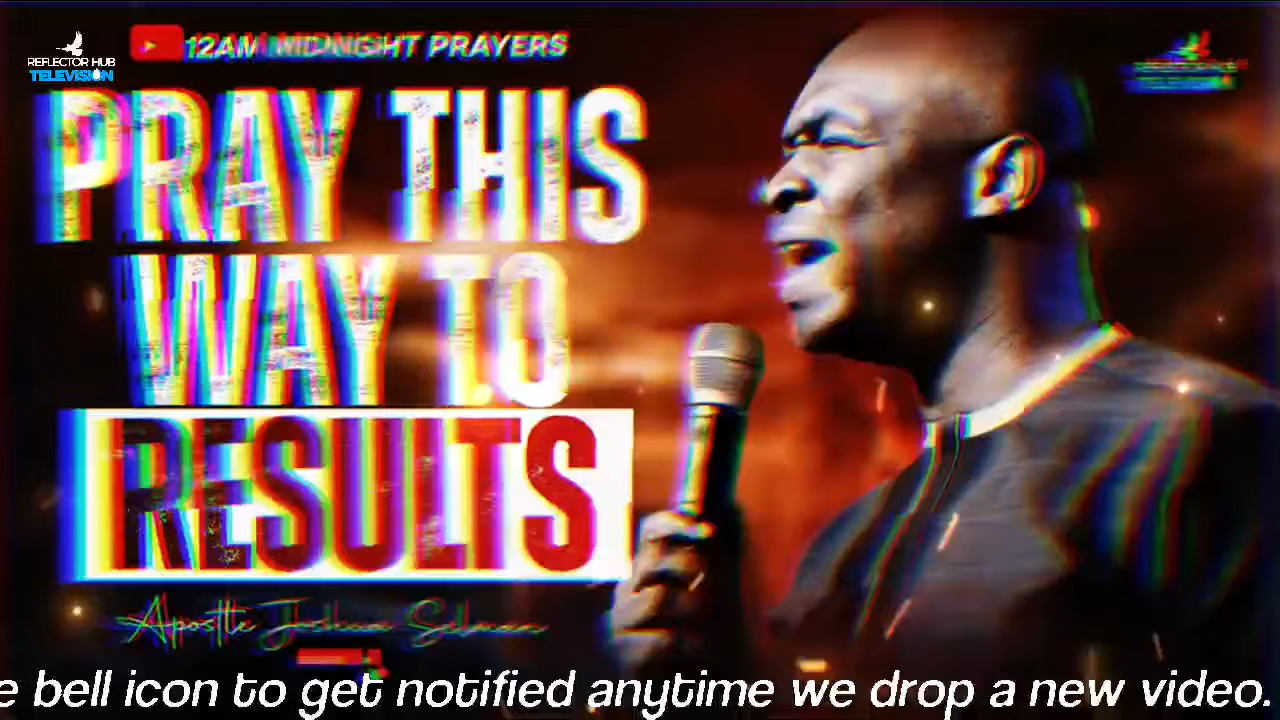 12AM MIDNIGHT PRAYERS
REFLECTOR HUB
TELEVISION
PRAY THIS
WAY TO
RESULTS
Apostle Joshua Selman
e bell icon to get notified anytime we drop a new video.